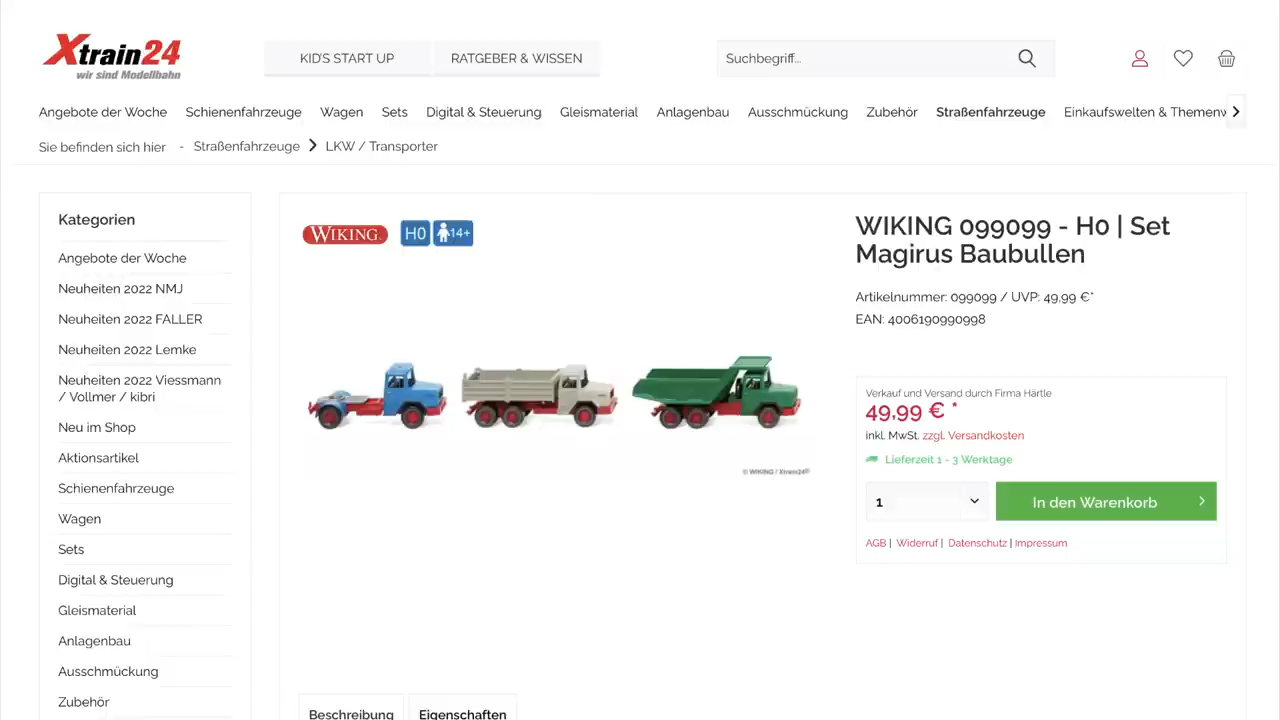 Xtrain24
wir sind Modellbahn
KID'S START UP
RATGEBER & WISSEN
Suchbegriff...
Angebote der Woche
Schienenfahrzeuge
Wagen
Sets
Digital & Steuerung
Gleismaterial
Anlagenbau
Ausschmückung
Zubehör
Straßenfahrzeuge
Einkaufswelten & Themenw
Sie befinden sich hier - Straßenfahrzeuge > LKW / Transporter
Kategorien
Angebote der Woche
Neuheiten 2022 NMJ
Neuheiten 2022 FALLER
Neuheiten 2022 Lemke
Neuheiten 2022 Viessmann
/ Vollmer / kibri
Neu im Shop
Aktionsartikel
Schienenfahrzeuge
Wagen
Sets
Digital & Steuerung
Gleismaterial
Anlagenbau
Ausschmückung
Zubehör
WIKING
H0
14+
© WIKING / Xtrain24©
WIKING 099099 - H0 | Set
Magirus Baubullen
Artikelnummer: 099099 / UVP: 49,99 €*
EAN: 4006190990998
Verkauf und Versand durch Firma Härtle
49,99 € *
inkl. MwSt. zzgl. Versandkosten
Lieferzeit 1 - 3 Werktage
1
In den Warenkorb
AGB | Widerruf | Datenschutz | Impressum
Beschreibung
Eigenschaften